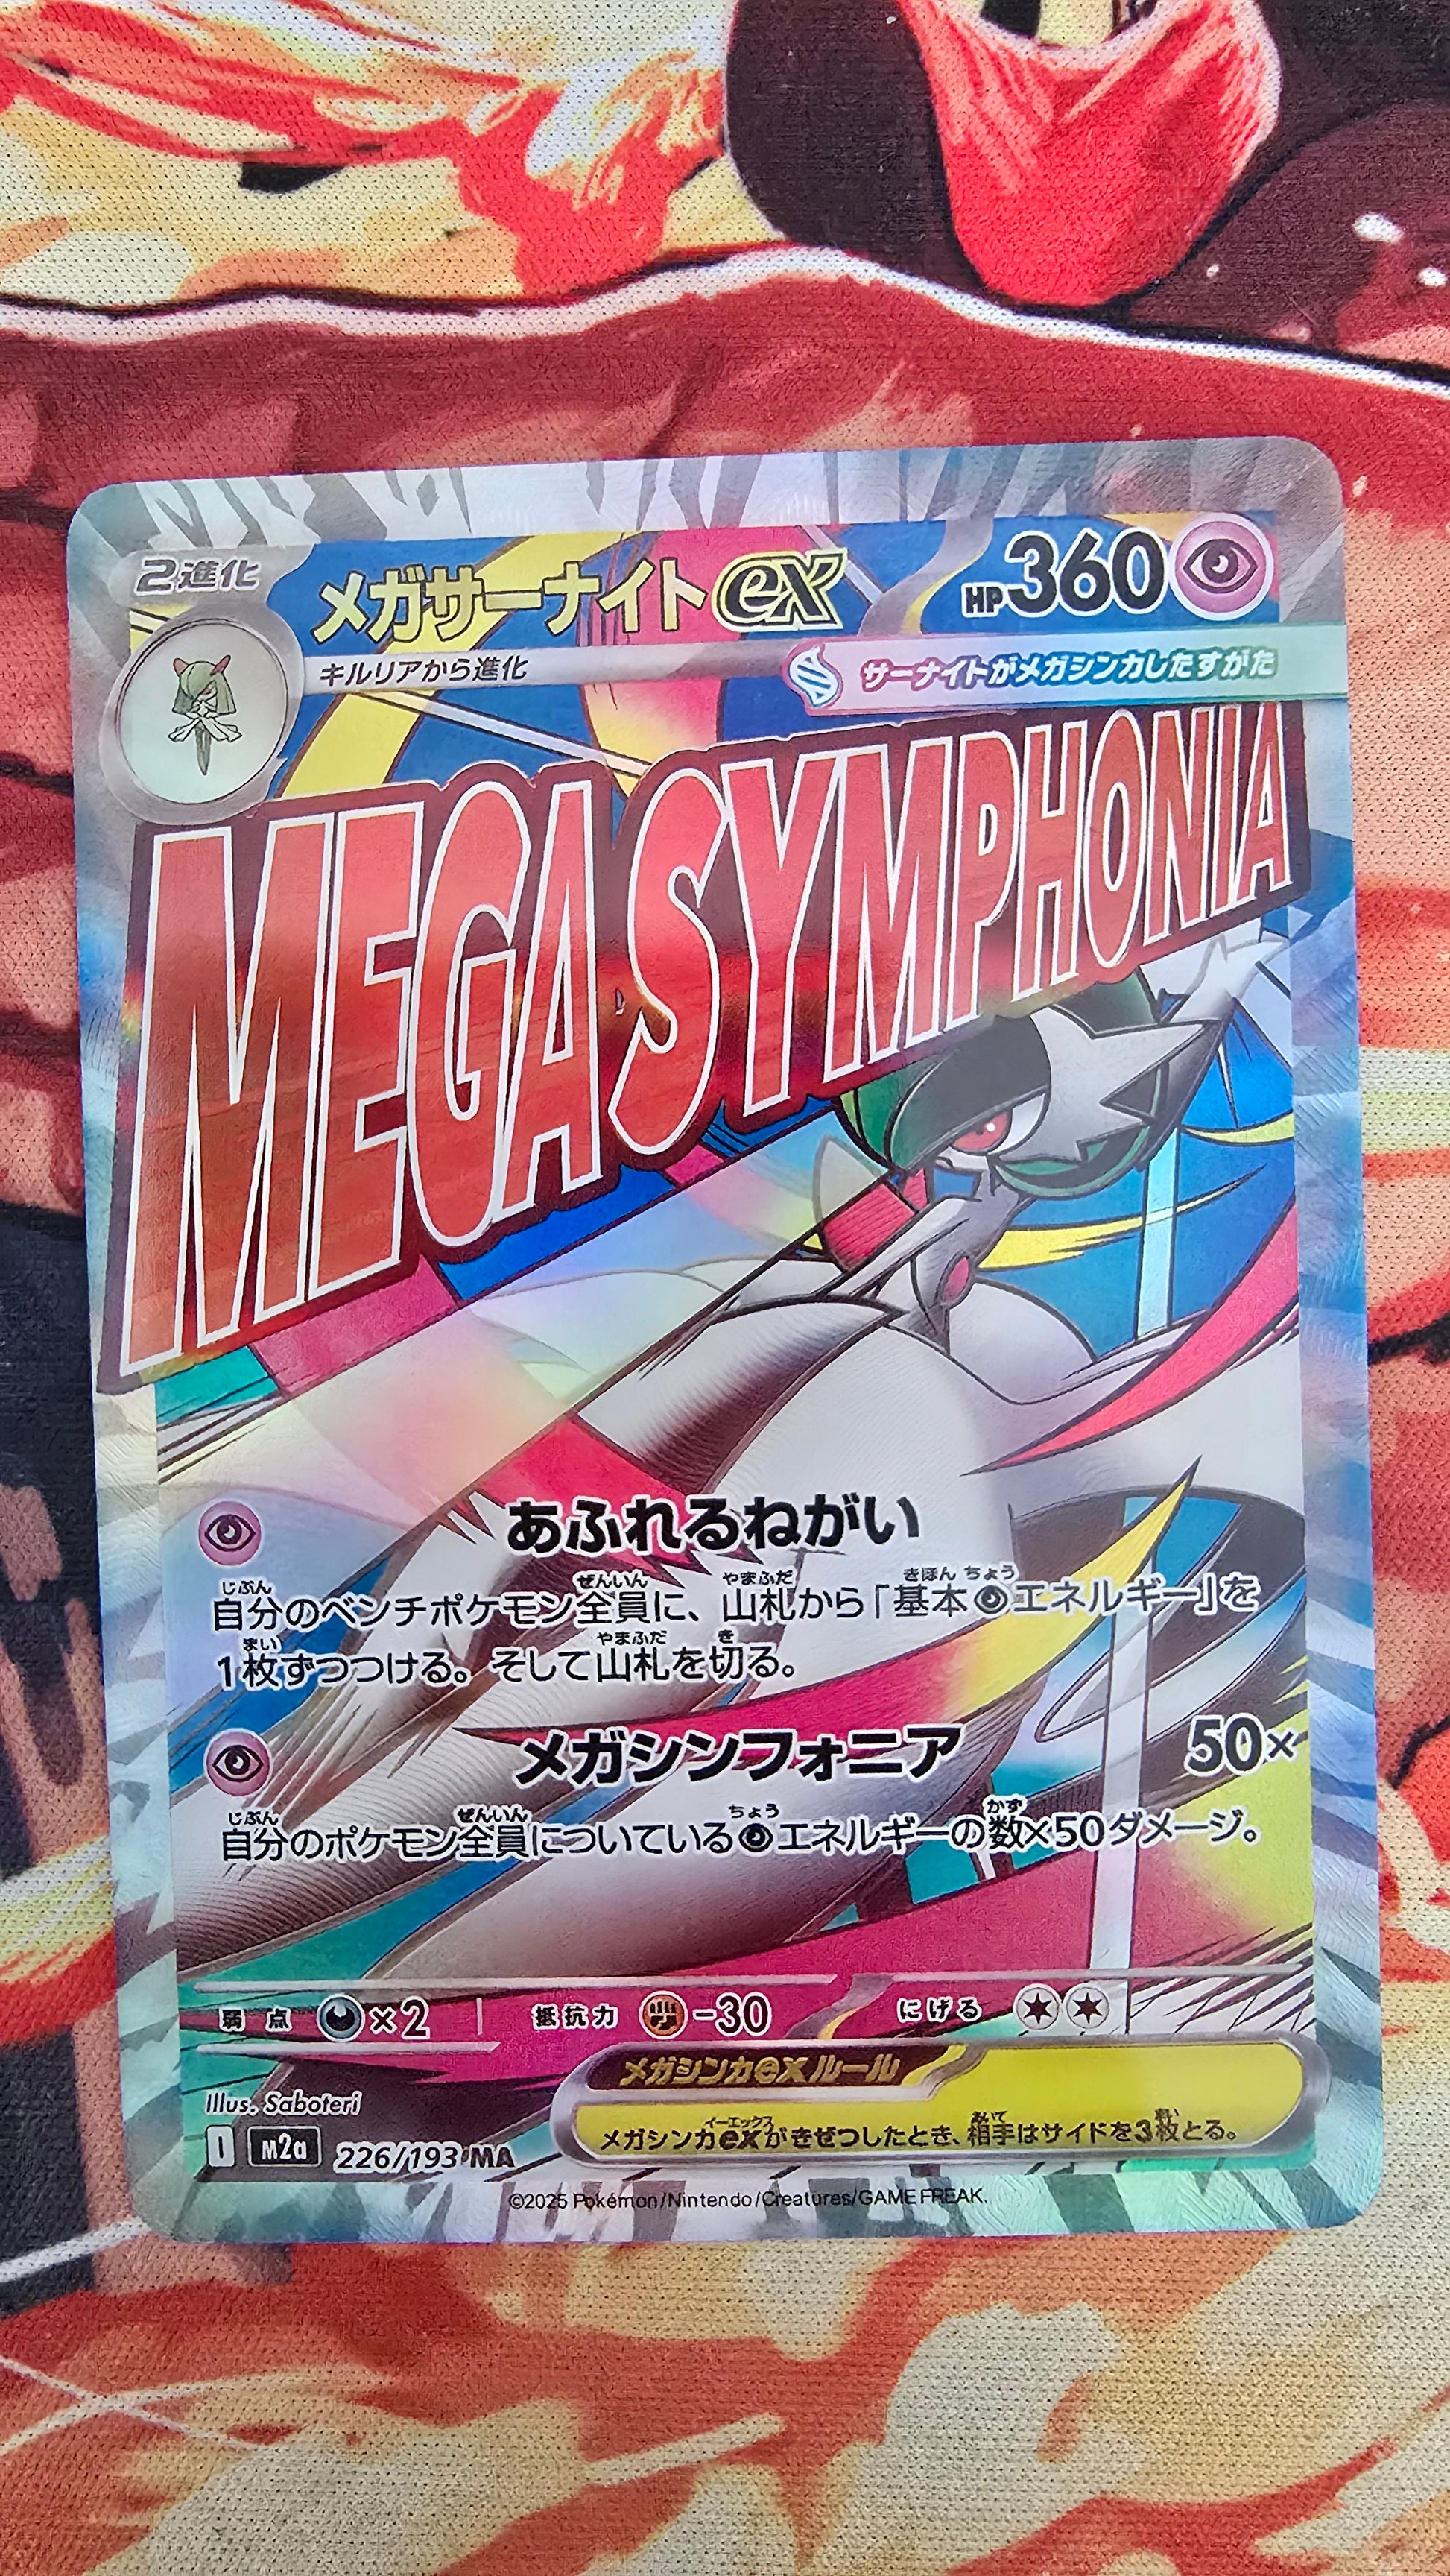 2進化
メガサーナイトex
HP360
キルリアから進化
サーナイトがメガシンカしたすがた
MEGASYMPHONIA
あふれるねがい
自分のベンチポケモン全員に、山札から「基本エネルギー」を
1枚ずつつける。そして山札を切る。
メガシンフォニア 50×
自分のポケモン全員についているエネルギーの数×50ダメージ。
弱点 ×2 抵抗力 -30 にげる
メガシンカexルール
メガシンカexがきぜつしたとき、相手はサイドを3枚とる。
Illus. Saboteri
I m2a 226/193 MA
©2025 Pokémon/Nintendo/Creatures/GAME FREAK.